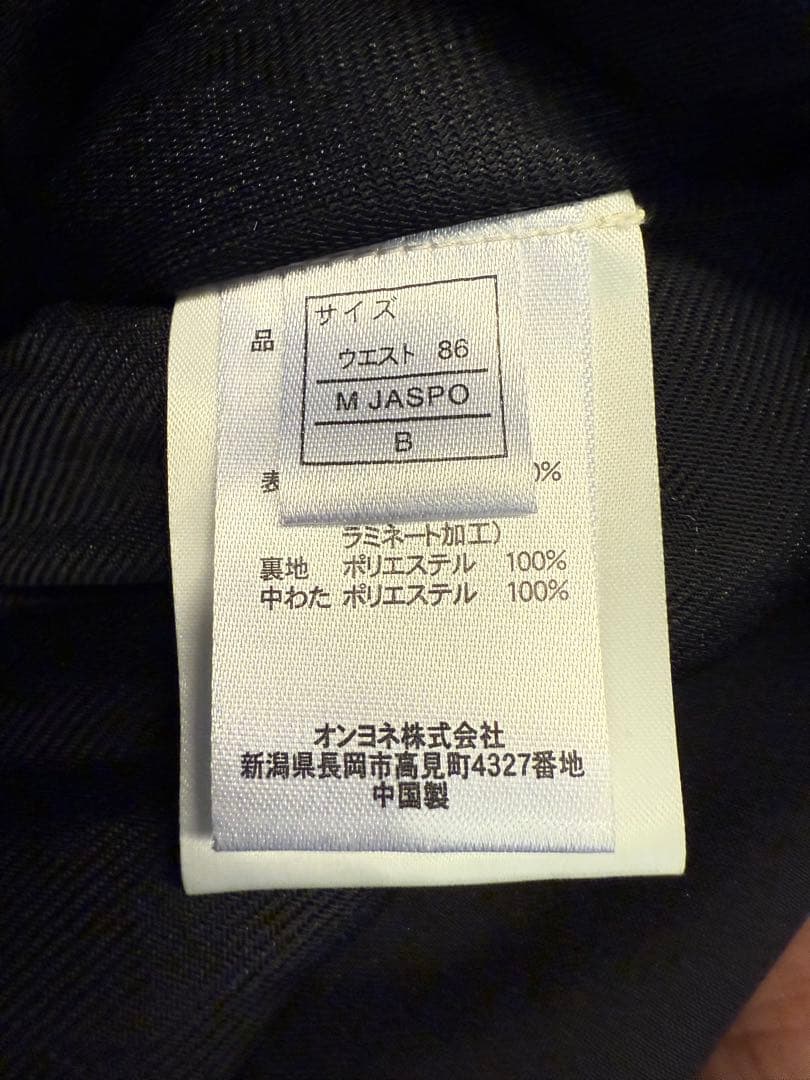 サイズ
ウエスト 86
M JASPO
B
品
表
0%
ラミネート加工)
裏地 ポリエステル 100%
中わた ポリエステル 100%
オンヨネ株式会社
新潟県長岡市高見町4327番地
中国製